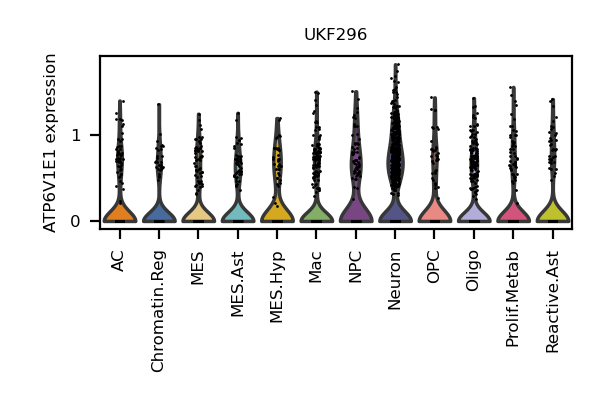 UKF296
ATP6V1E1 expression
1
0
AC
Chromatin.Reg
MES
MES.Ast
MES.Hyp
Mac
NPC
Neuron
OPC
Oligo
Prolif.Metab
Reactive.Ast